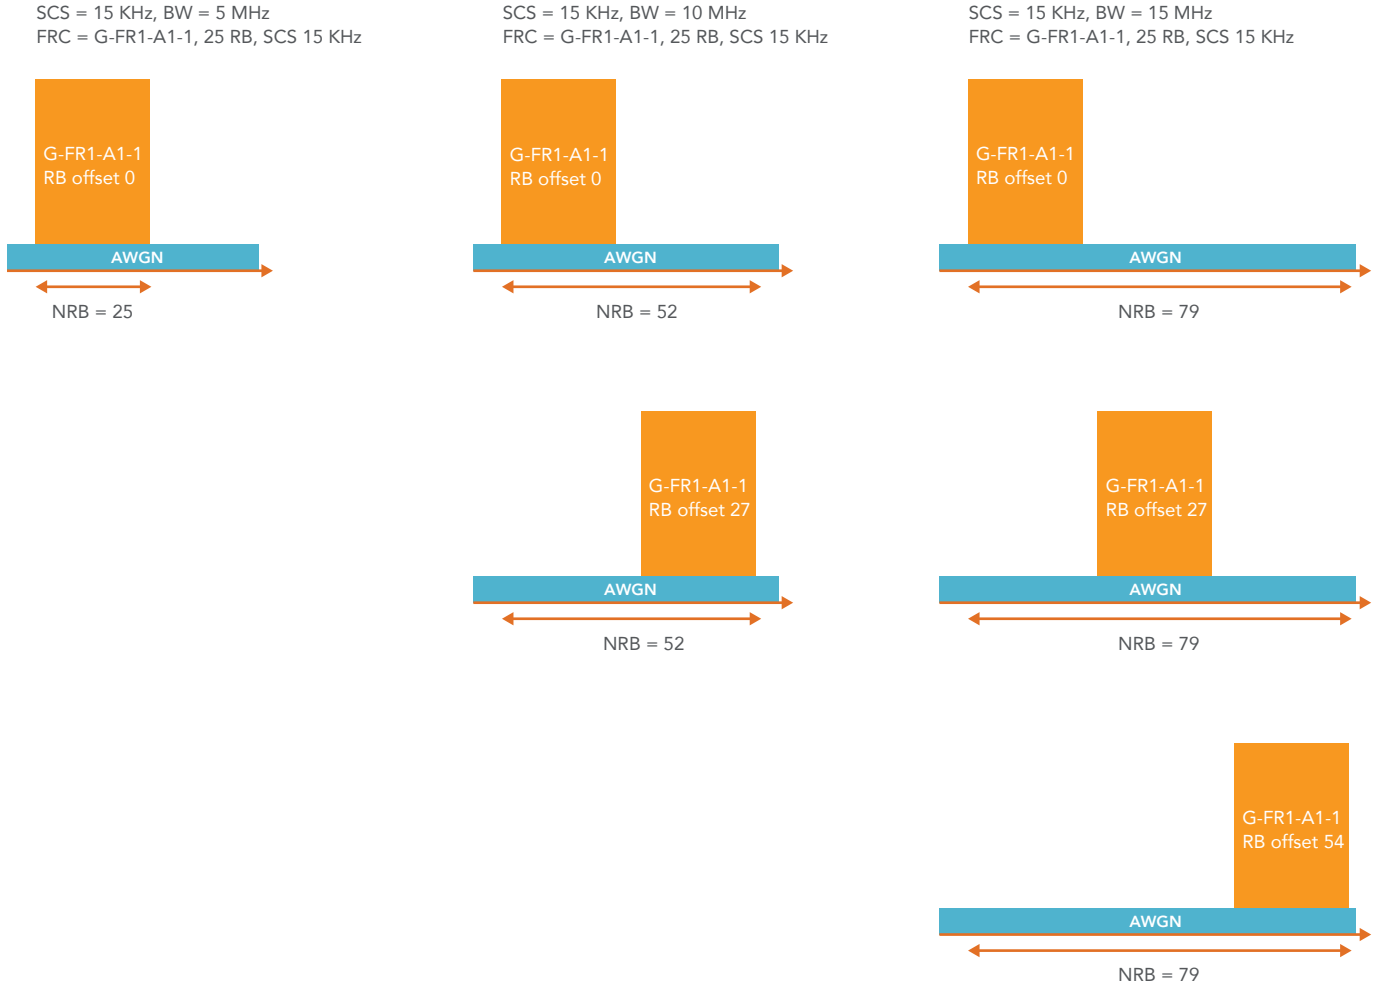 SCS = 15 KHz, BW = 5 MHz
FRC = G-FR1-A1-1, 25 RB, SCS 15 KHz
SCS = 15 KHz, BW = 10 MHz
FRC = G-FR1-A1-1, 25 RB, SCS 15 KHz
SCS = 15 KHz, BW = 15 MHz
FRC = G-FR1-A1-1, 25 RB, SCS 15 KHz
G-FR1-A1-1
RB offset 0
AWGN
NRB = 25
G-FR1-A1-1
RB offset 0
AWGN
NRB = 52
G-FR1-A1-1
RB offset 0
AWGN
NRB = 79
G-FR1-A1-1
RB offset 27
AWGN
NRB = 52
G-FR1-A1-1
RB offset 27
AWGN
NRB = 79
G-FR1-A1-1
RB offset 54
AWGN
NRB = 79